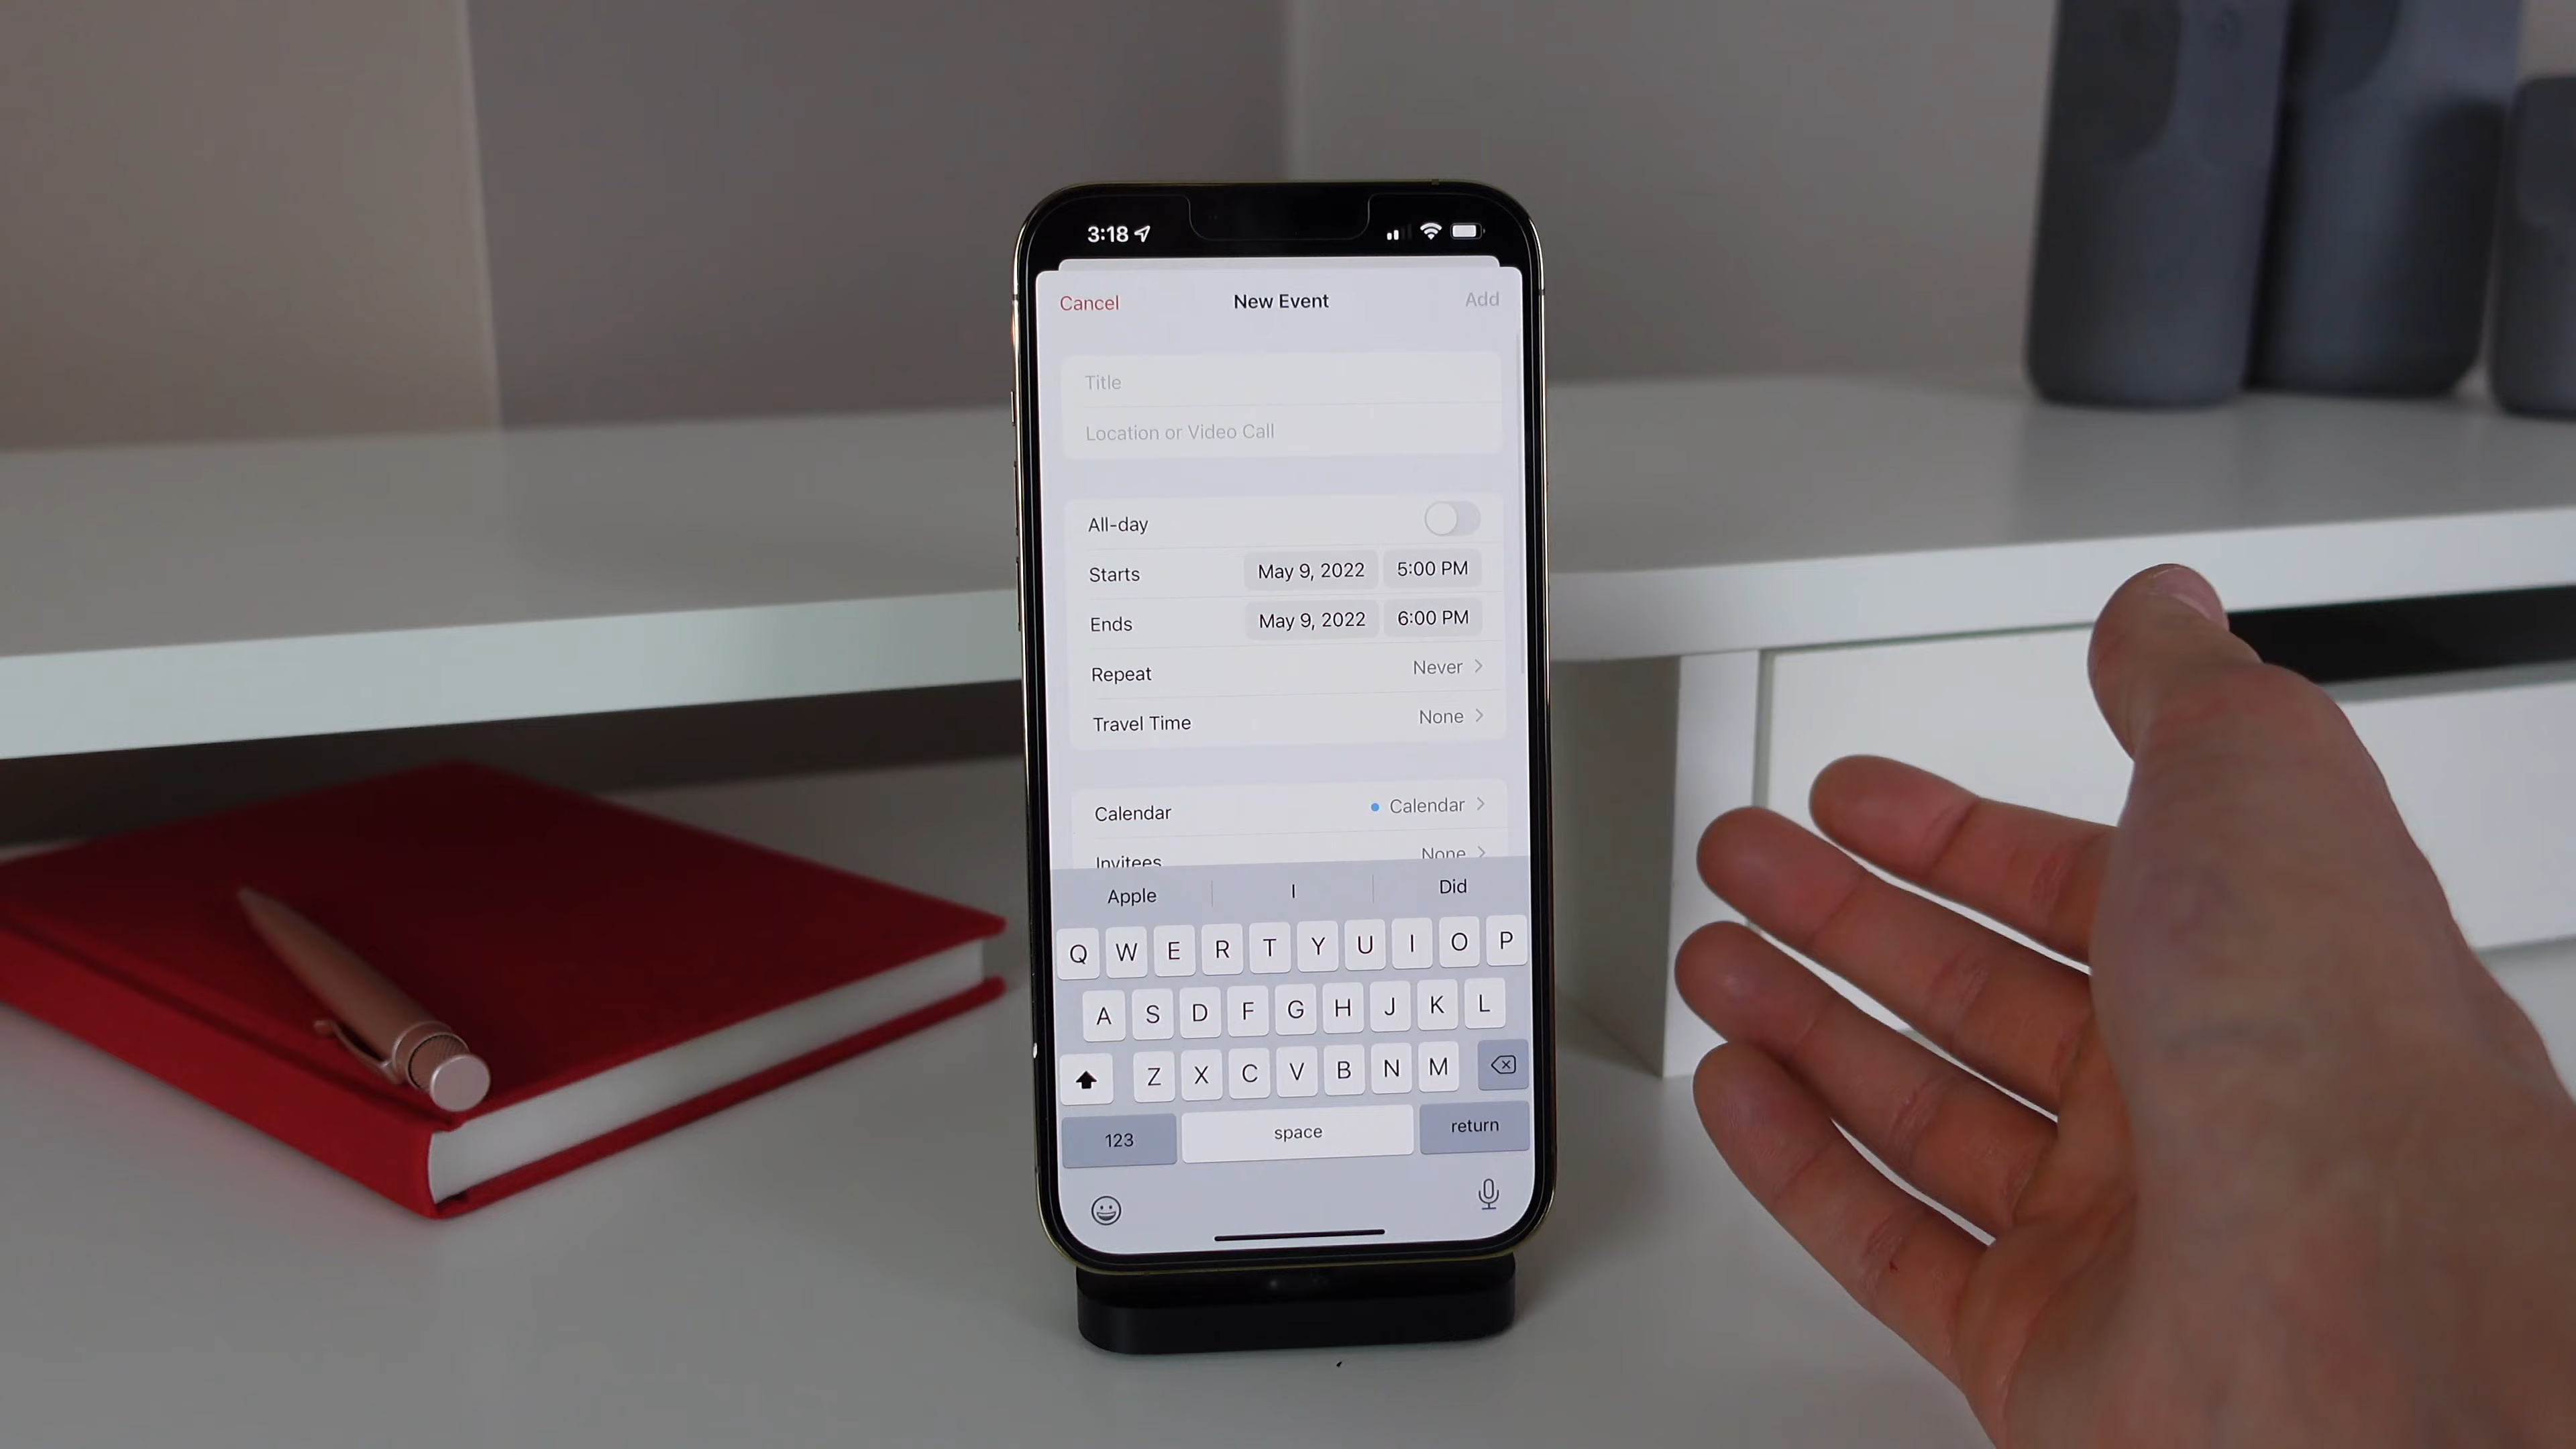 3:18
Cancel New Event Add
Title
Location or Video Call
All-day
Starts May 9, 2022 5:00 PM
Ends May 9, 2022 6:00 PM
Repeat Never
Travel Time None
Calendar Calendar
Invitees None
Apple I Did
Q W E R T Y U I O P
A S D F G H J K L
Z X C V B N M
123 space return